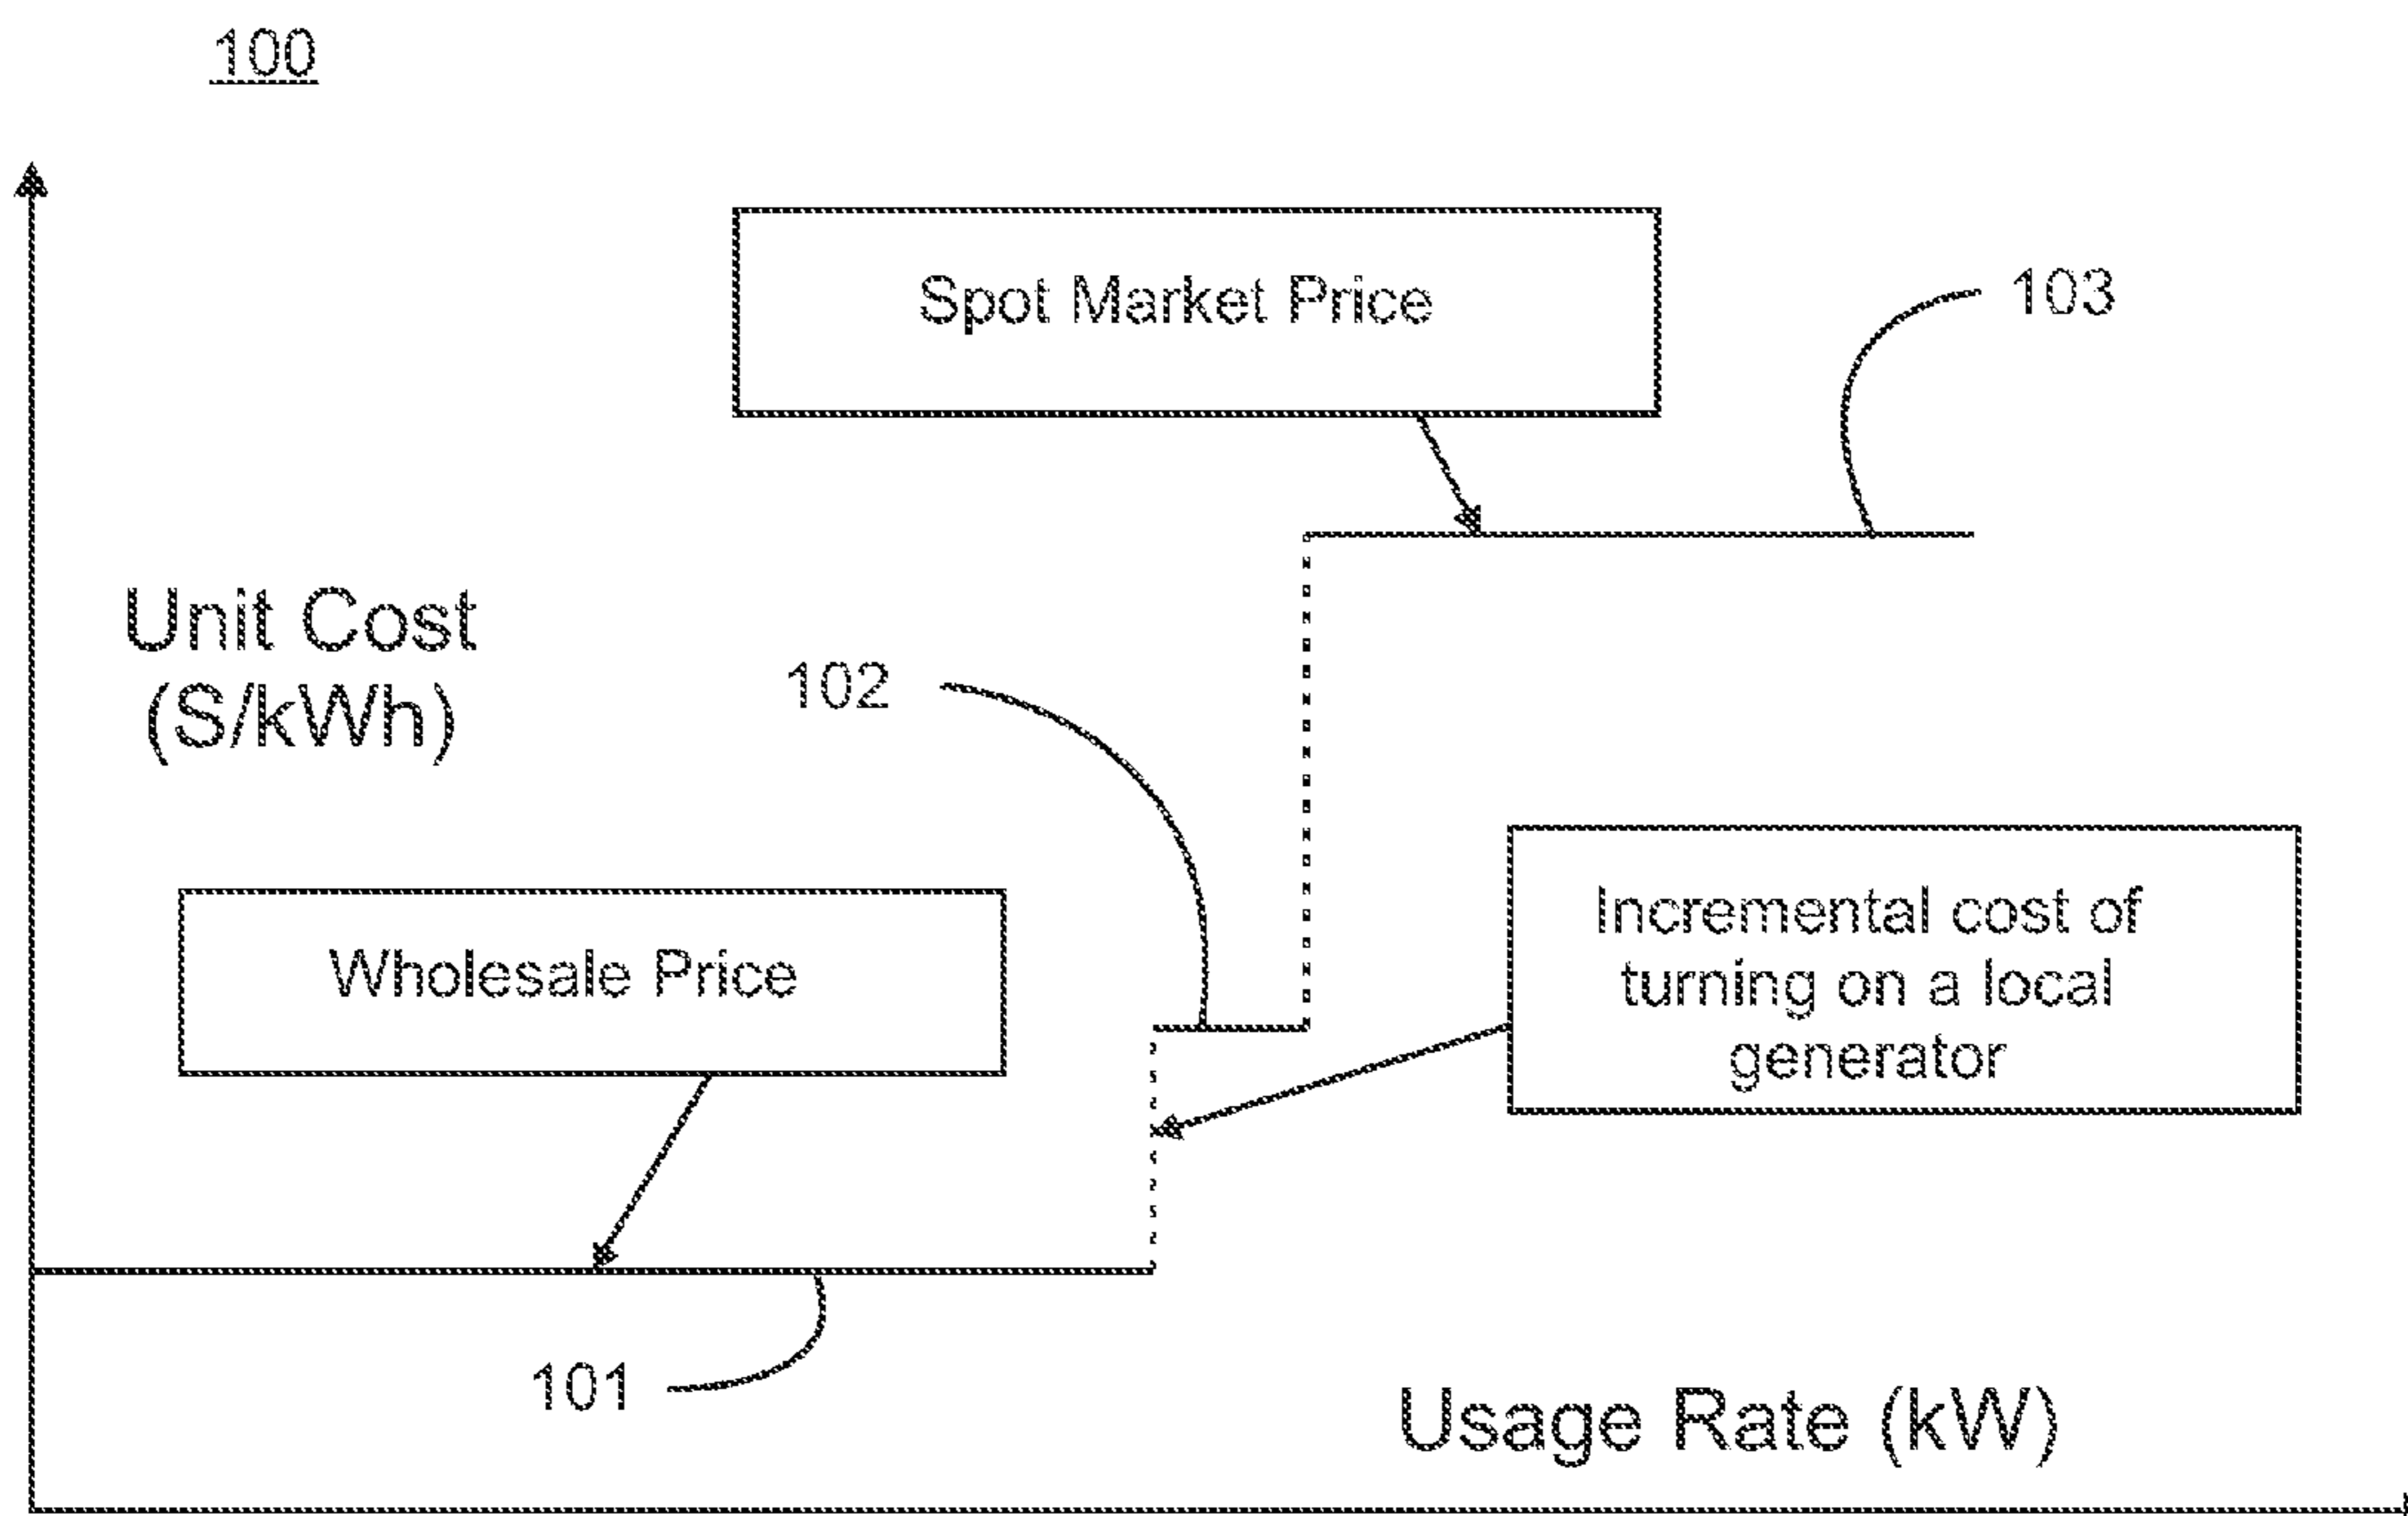 100
Spot Market Price
103
Unit Cost
(S/kWh)
102
Wholesale Price
Incremental cost of
turning on a local
generator
101
Usage Rate (kW)